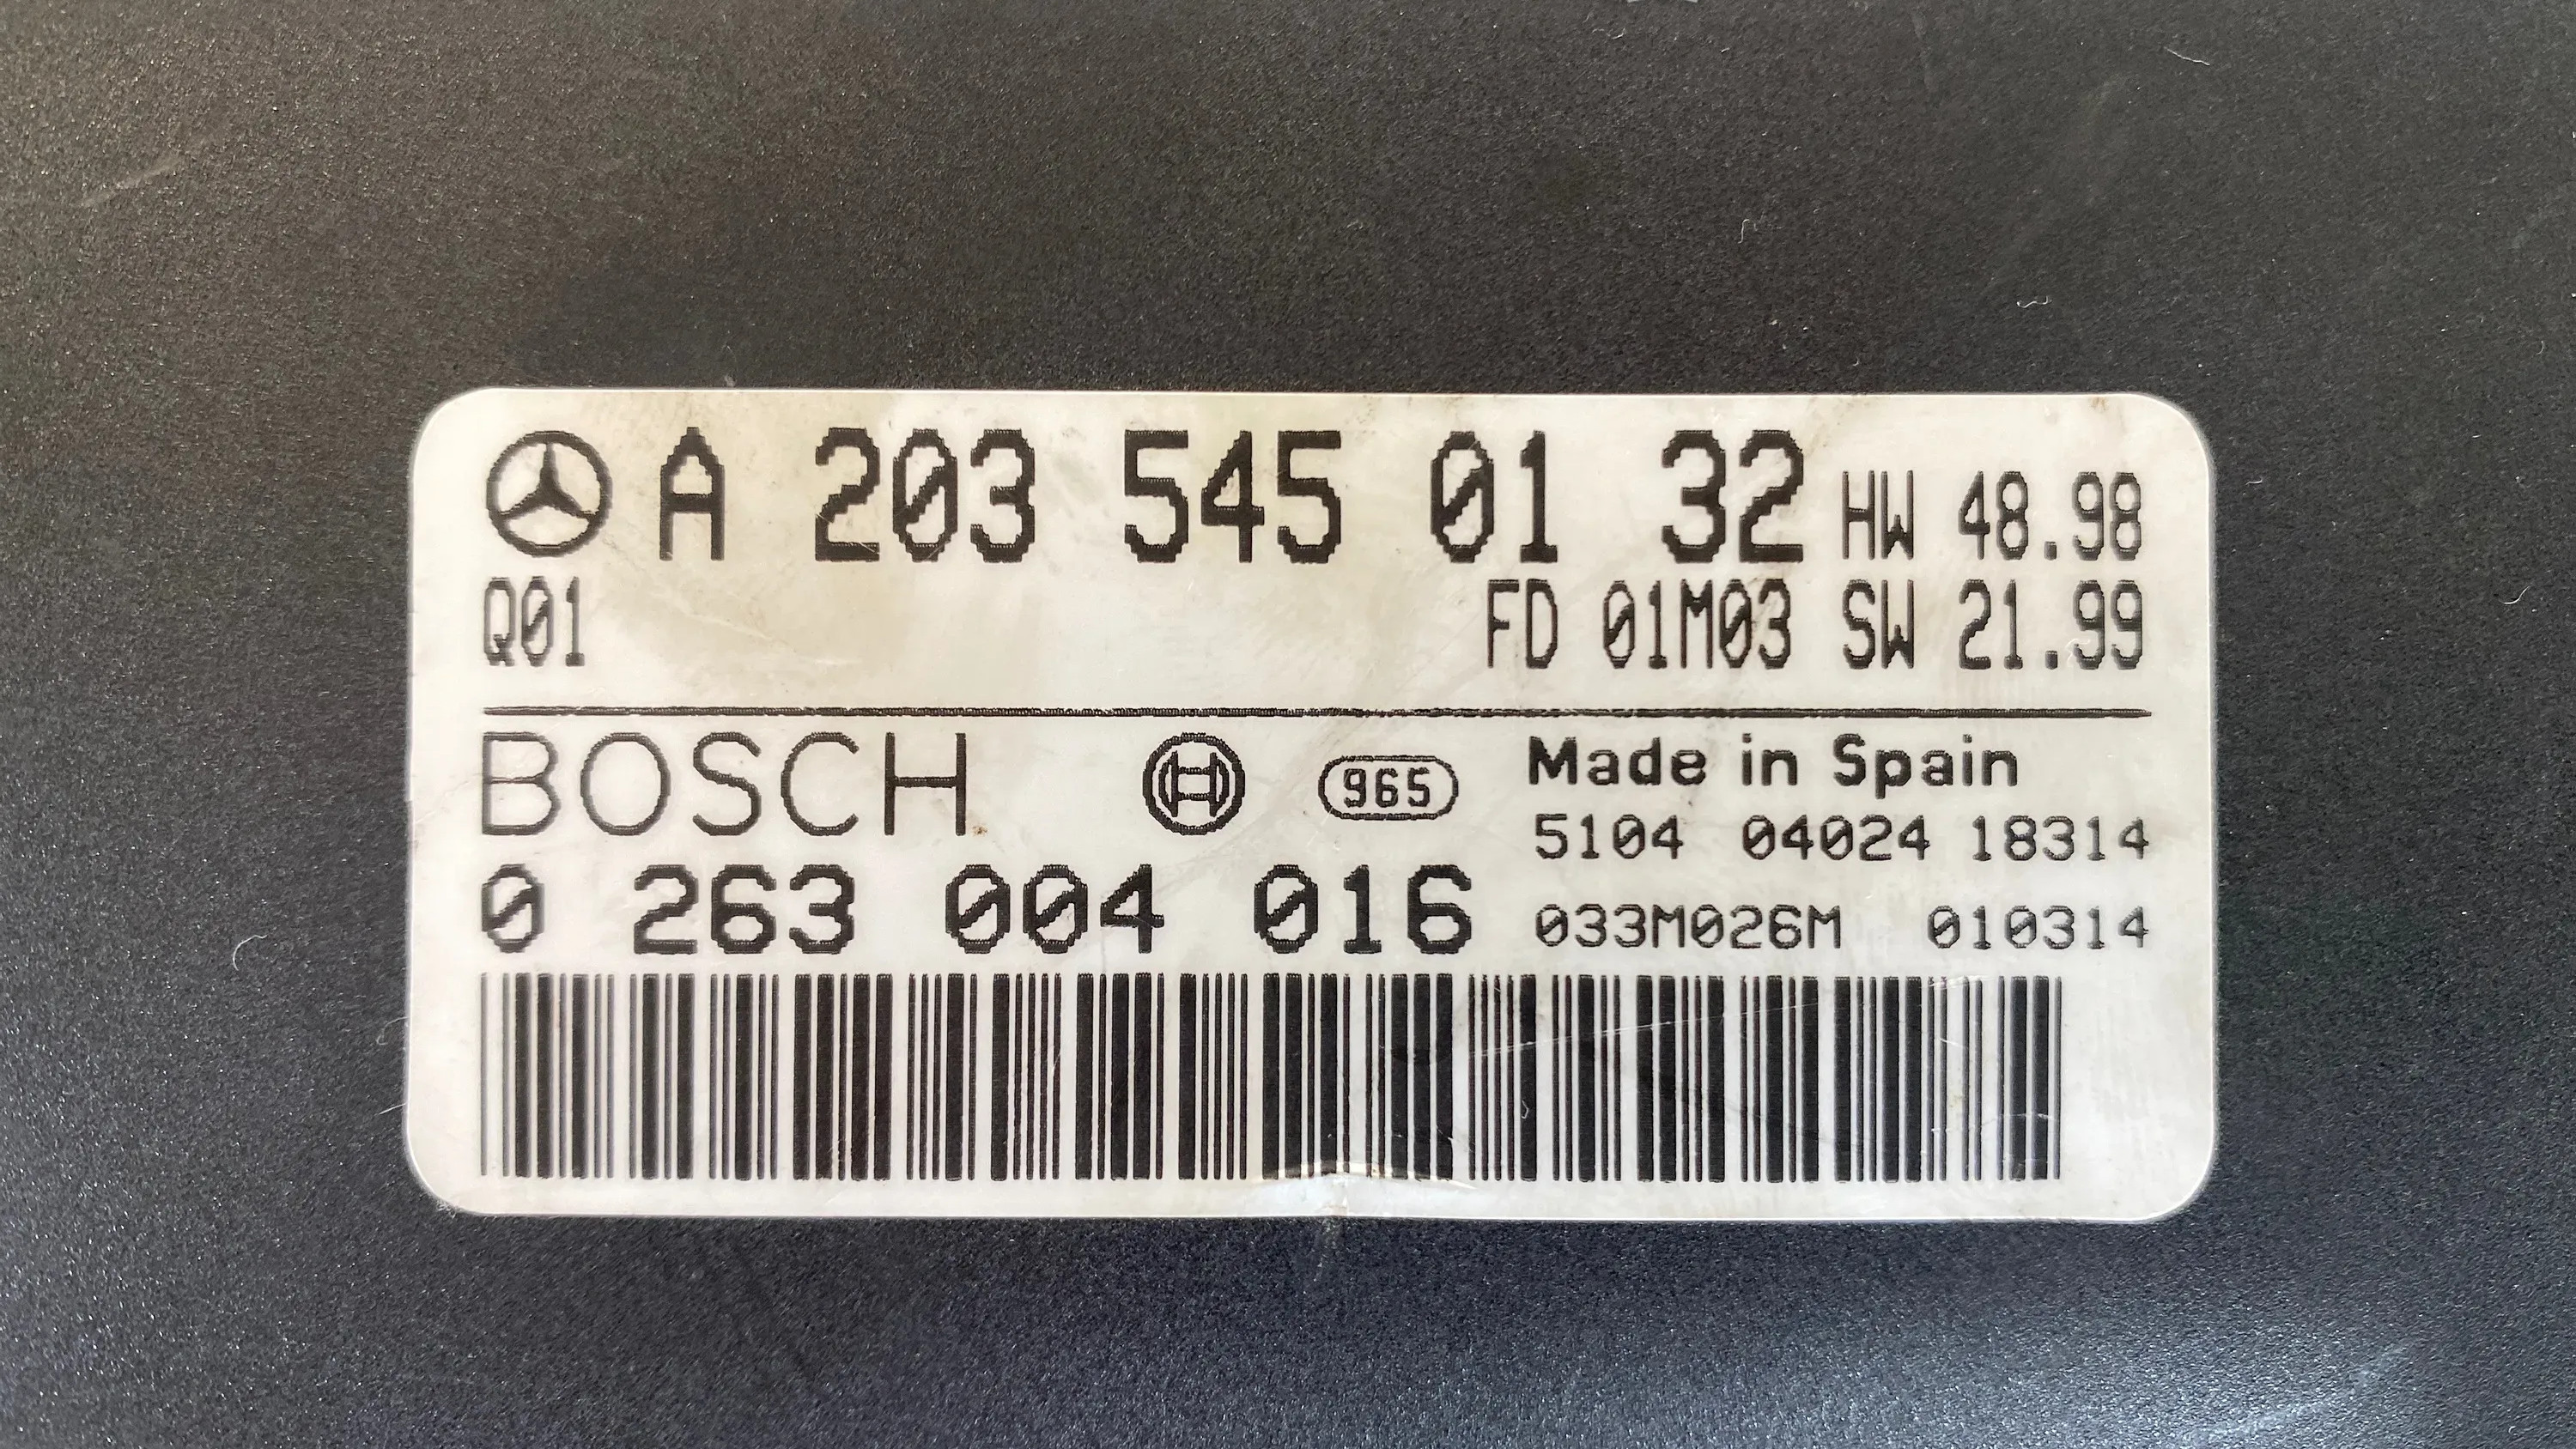 A 203 545 01 32 HW 48.98
Q01 FD 01M03 SW 21.99
BOSCH 965 Made in Spain
5104 04024 18314
0 263 004 016 033M026M 010314